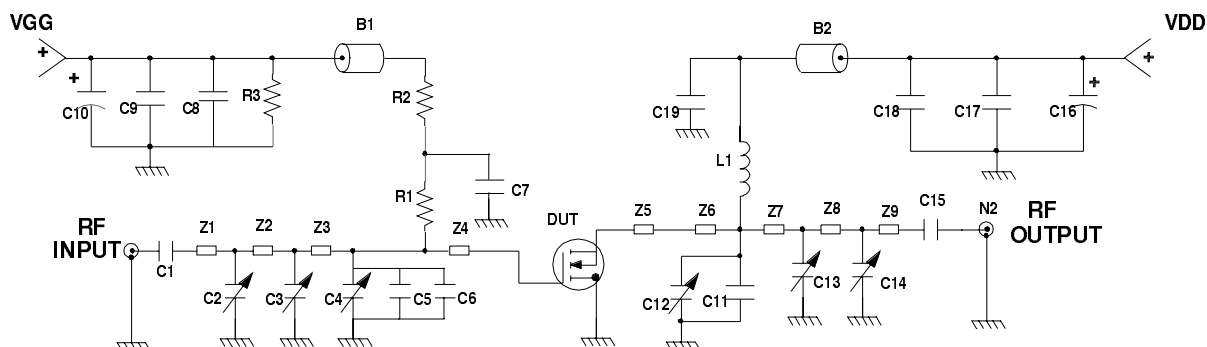 VGG
B1
B2
VDD
+
+
+
+
C10
C9
C8
R3
R2
C19
C18
C17
C16
L1
R1
C7
DUT
RF
INPUT
Z1
Z2
Z3
Z4
Z5
Z6
Z7
Z8
Z9
C15
N2
RF
OUTPUT
C1
C2
C3
C4
C5
C6
C12
C11
C13
C14